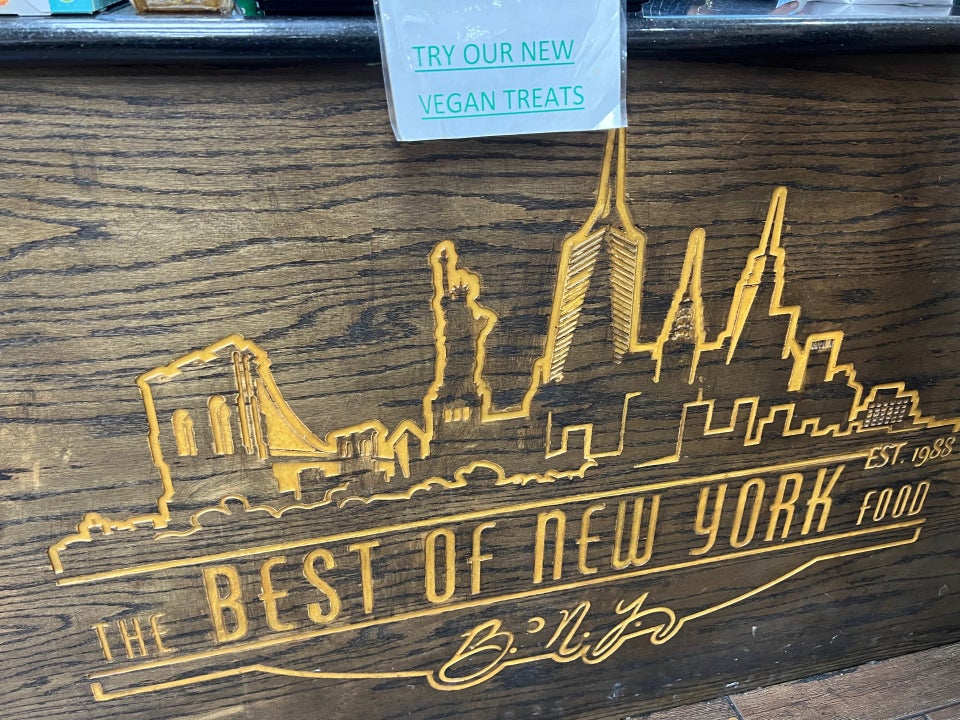 TRY OUR NEW
VEGAN TREATS
EST. 1988
THE BEST OF NEW YORK FOOD
B.O N.Y.